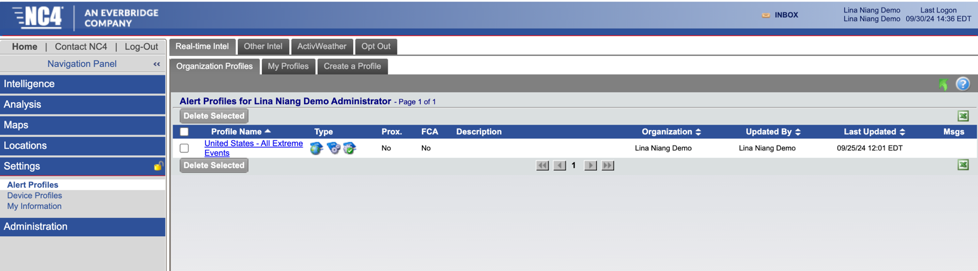 NC4
AN EVERBRIDGE
COMPANY
INBOX
Lina Niang Demo Last Logon
Lina Niang Demo 09/30/24 14:36 EDT
Home | Contact NC4 | Log-Out
Navigation Panel <<
Intelligence
Analysis
Maps
Locations
Settings
Alert Profiles
Device Profiles
My Information
Administration
Real-time Intel Other Intel ActivWeather Opt Out
Organization Profiles My Profiles Create a Profile
?
Alert Profiles for Lina Niang Demo Administrator - Page 1 of 1
Delete Selected
Profile Name Type Prox. FCA Description Organization Updated By Last Updated Msgs
United States - All Extreme
Events No No Lina Niang Demo Lina Niang Demo 09/25/24 12:01 EDT
Delete Selected 1